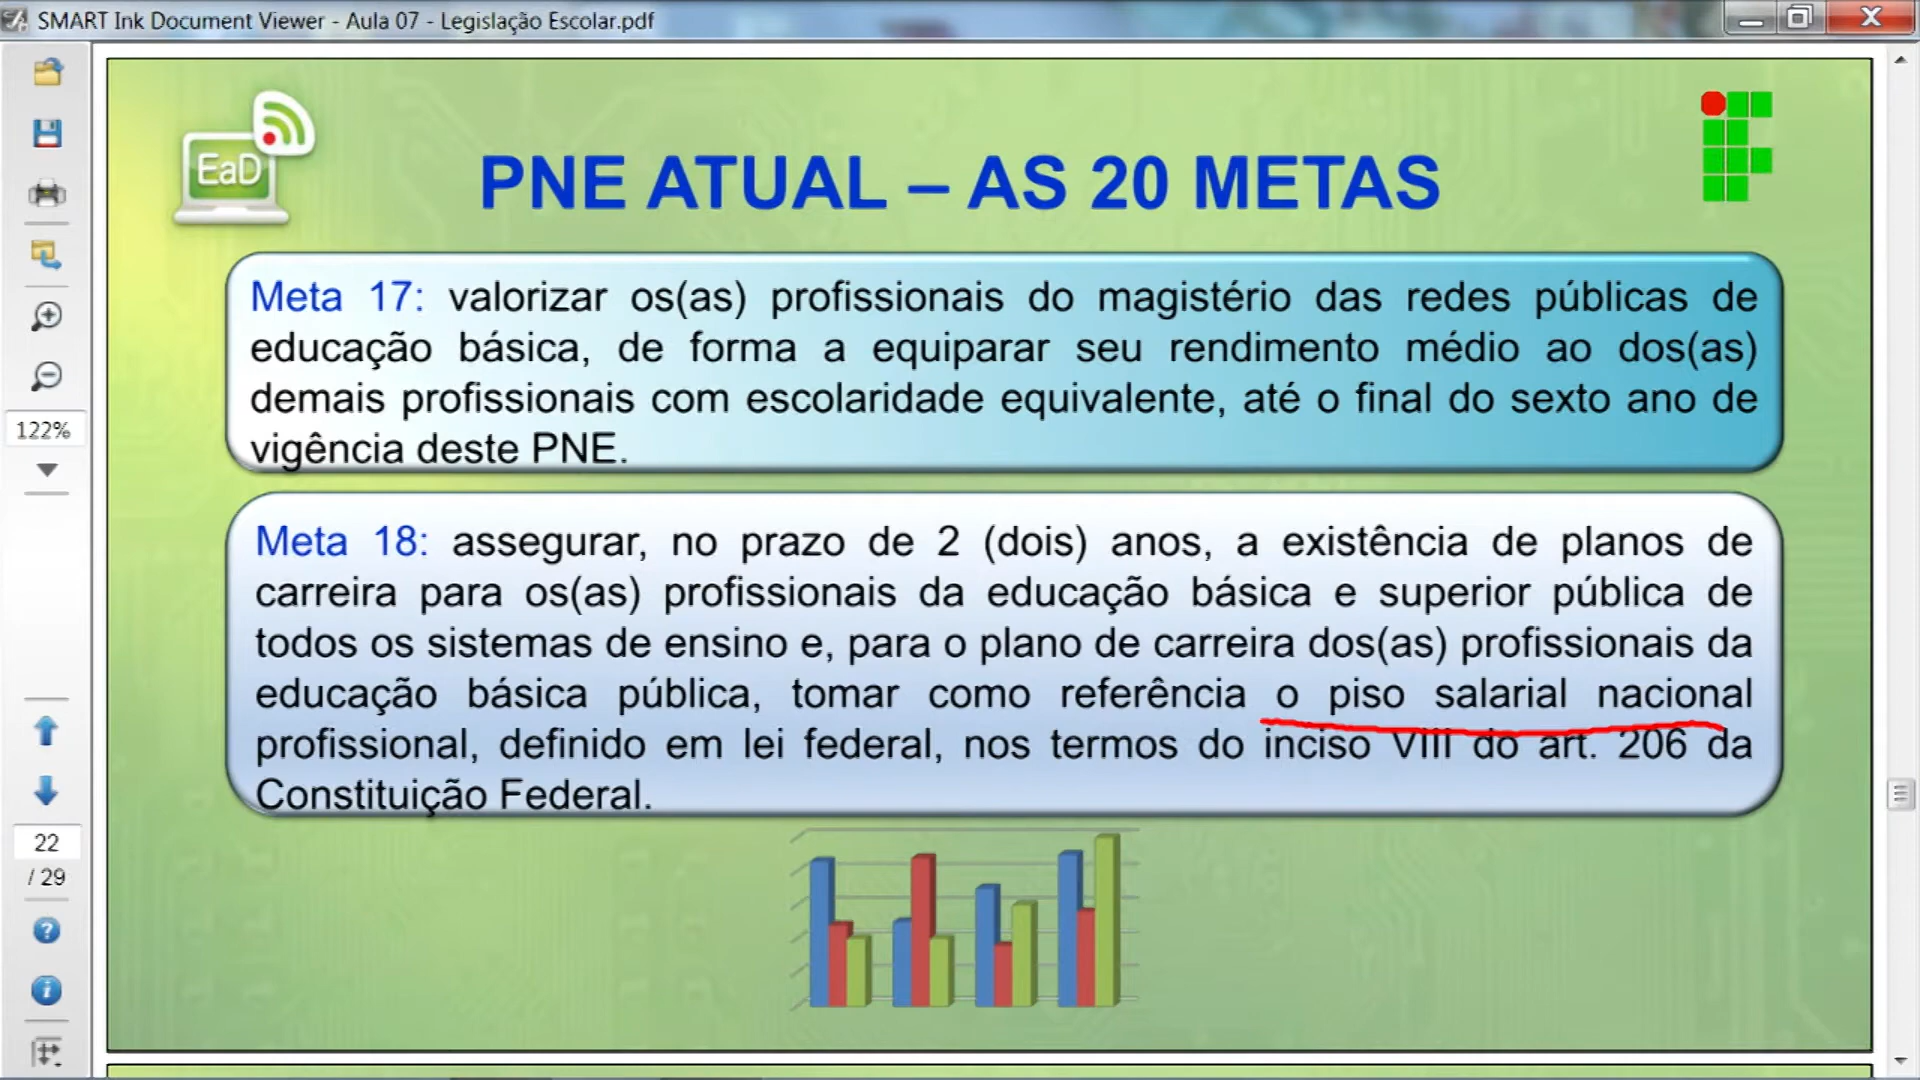 SMART Ink Document Viewer - Aula 07 - Legislação Escolar.pdf
EaD
PNE ATUAL – AS 20 METAS
Meta 17: valorizar os(as) profissionais do magistério das redes públicas de
educação básica, de forma a equiparar seu rendimento médio ao dos(as)
demais profissionais com escolaridade equivalente, até o final do sexto ano de
vigência deste PNE.
Meta 18: assegurar, no prazo de 2 (dois) anos, a existência de planos de
carreira para os(as) profissionais da educação básica e superior pública de
todos os sistemas de ensino e, para o plano de carreira dos(as) profissionais da
educação básica pública, tomar como referência o piso salarial nacional
profissional, definido em lei federal, nos termos do inciso VIII do art. 206 da
Constituição Federal.
122%
22
/ 29